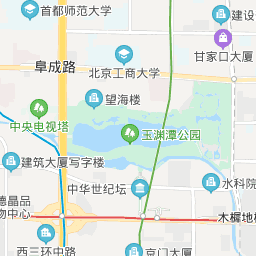 首都师范大学
建设
甘家口大厦
阜成路
北京工商大学
望海楼
中央电视塔
玉渊潭公园
建筑大厦写字楼
水科院
中华世纪坛
德晶品
物中心
木樨地桥
西三环中路
京门大厦